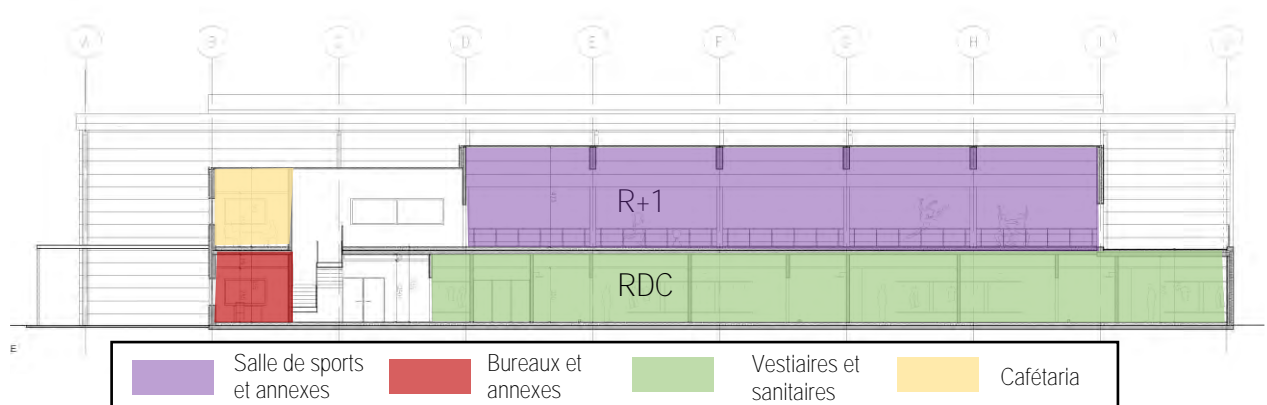 A B C D E F G H I J
R+1
RDC
E
Salle de sports
et annexes
Bureaux et
annexes
Vestiaires et
sanitaires
Cafétaria